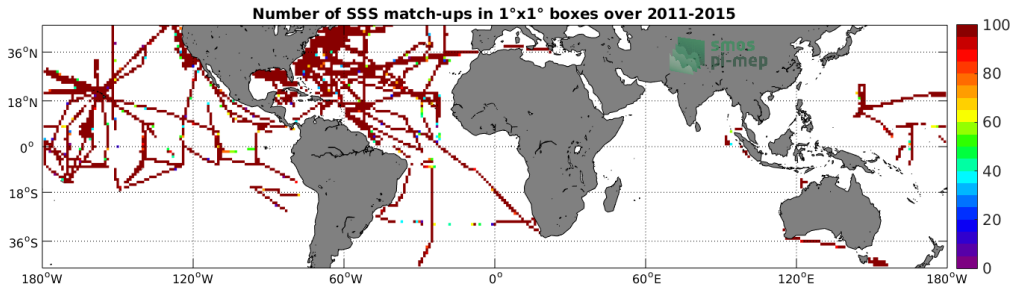 Number of SSS match-ups in 1°x1° boxes over 2011-2015
smos
pi-mep
100
80
60
40
20
0
36°N
18°N
0°
18°S
36°S
180°W 120°W 60°W 0° 60°E 120°E 180°W